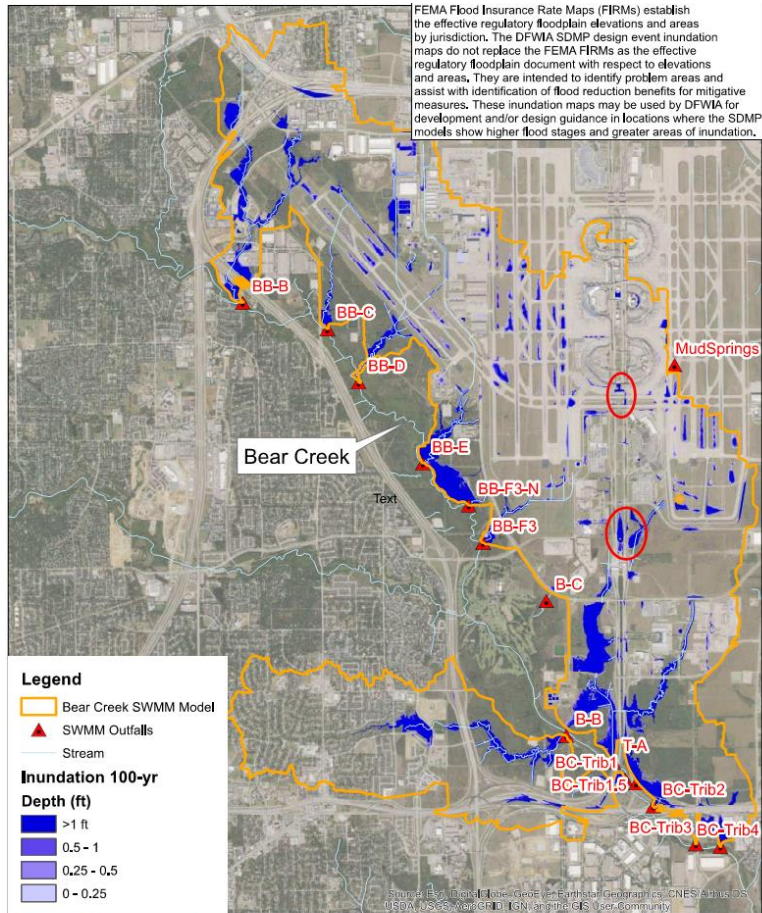 FEMA Flood Insurance Rate Maps (FIRMs) establish
the effective regulatory floodplain elevations and areas
by jurisdiction. The DFWIA SDMP design event inundation
maps do not replace the FEMA FIRMs as the effective
regulatory floodplain document with respect to elevations
and areas. They are intended to identify problem areas and
assist with identification of flood reduction benefits for mitigative
measures. These inundation maps may be used by DFWIA for
development and/or design guidance in locations where the SDMP
models show higher flood stages and greater areas of inundation.
BB-B
BB-C
MudSprings
BB-D
BB-E
Bear Creek
Text
BB-F3-N
BB-F3
B-C
B-B
T-A
BC-Trib1
BC-Trib1.5
BC-Trib2
BC-Trib3
BC-Trib4
Legend
Bear Creek SWMM Model
SWMM Outfalls
Stream
Inundation 100-yr
Depth (ft)
>1 ft
0.5 - 1
0.25 - 0.5
0 - 0.25
Source: Esri, DigitalGlobe, GeoEye, Earthstar Geographics, CNES/Airbus DS,
USDA, USGS, AeroGRID, IGN, and the GIS User Community